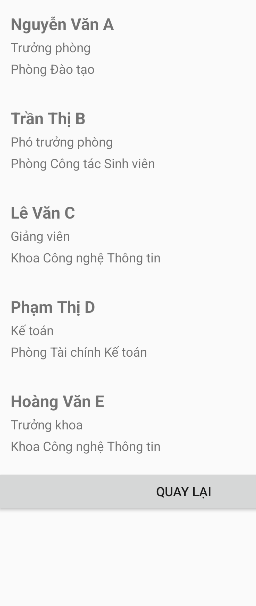 Nguyễn Văn A
Trưởng phòng
Phòng Đào tạo
Trần Thị B
Phó trưởng phòng
Phòng Công tác Sinh viên
Lê Văn C
Giảng viên
Khoa Công nghệ Thông tin
Phạm Thị D
Kế toán
Phòng Tài chính Kế toán
Hoàng Văn E
Trưởng khoa
Khoa Công nghệ Thông tin
QUAY LẠI